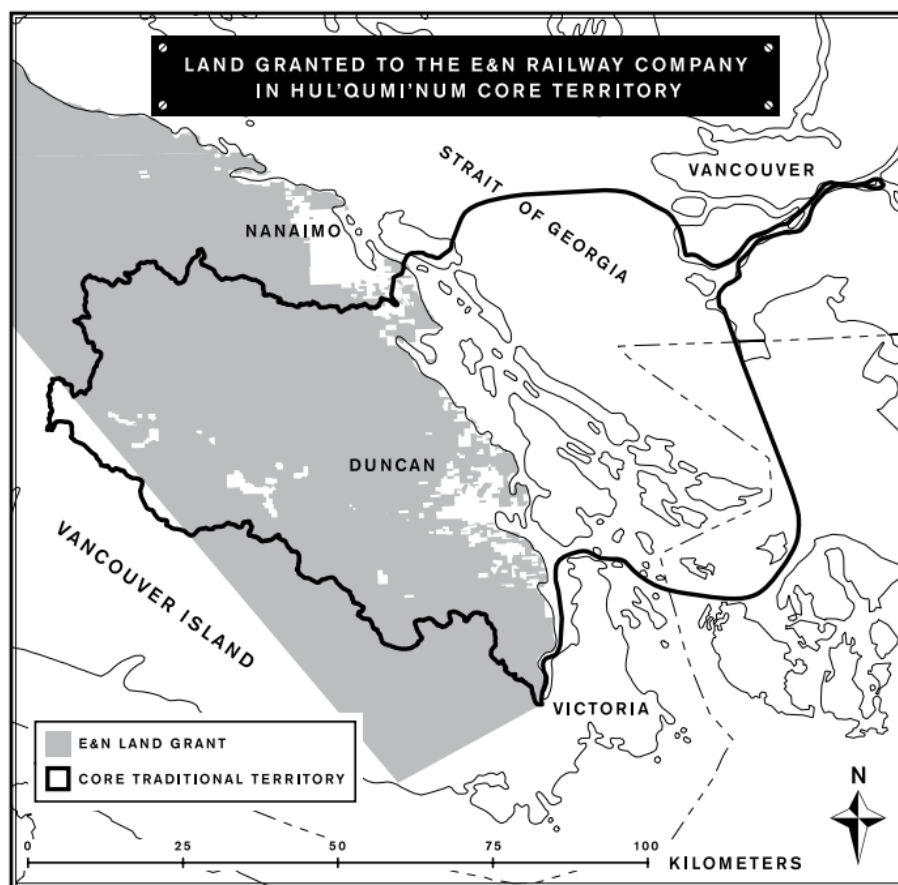 LAND GRANTED TO THE E&N RAILWAY COMPANY
IN HUL'QUMI'NUM CORE TERRITORY
STRAIT OF GEORGIA
VANCOUVER
NANAIMO
DUNCAN
VANCOUVER ISLAND
VICTORIA
E&N LAND GRANT
CORE TRADITIONAL TERRITORY
N
0 25 50 75 100
KILOMETERS